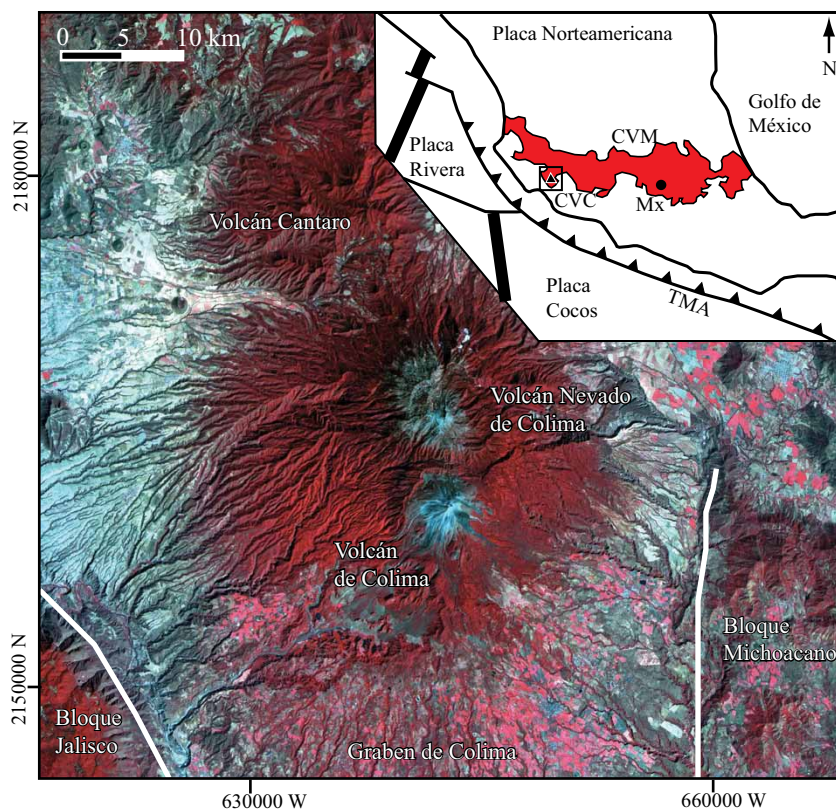 0 5 10 km
Placa Norteamericana
N
Golfo de
México
CVM
Placa
Rivera
CVC
Mx
Placa
Cocos
TMA
2180000 N
Volcán Cantaro
Volcán Nevado
de Colima
Volcán
de Colima
Bloque
Michoacano
2150000 N
Bloque
Jalisco
Graben de Colima
630000 W
660000 W